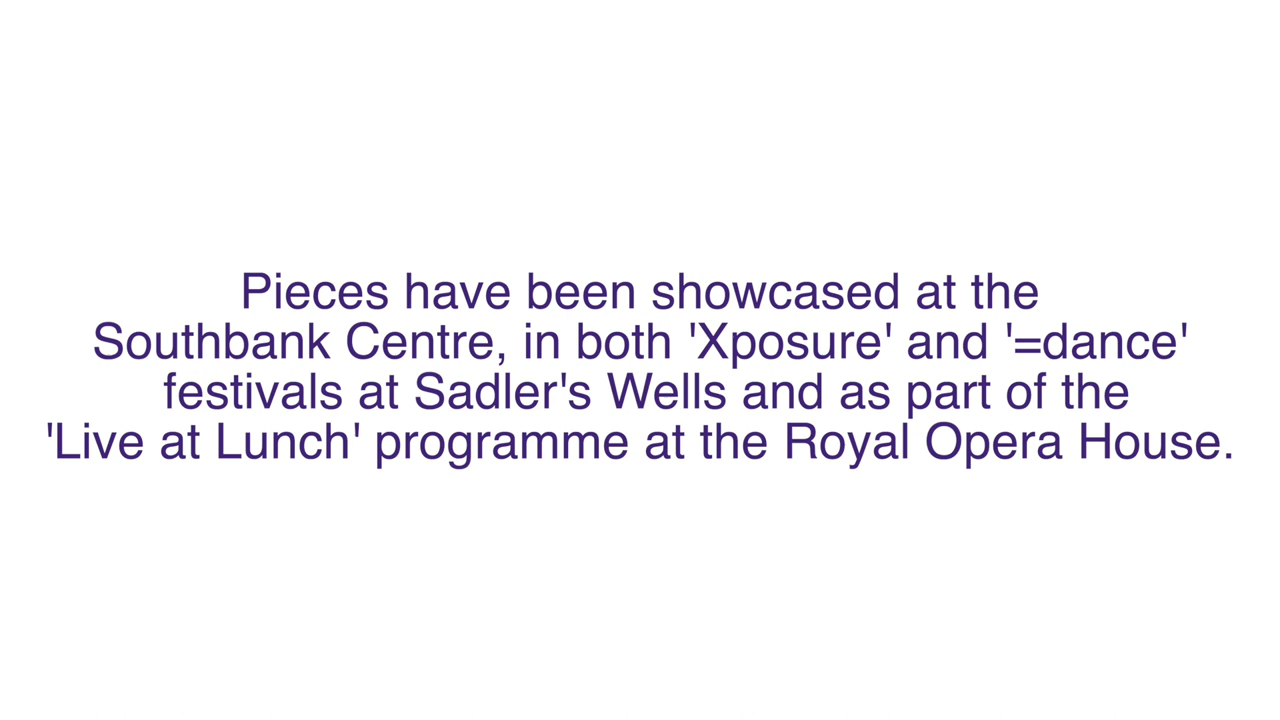 Pieces have been showcased at the
Southbank Centre, in both 'Xposure' and '=dance'
festivals at Sadler's Wells and as part of the
'Live at Lunch' programme at the Royal Opera House.